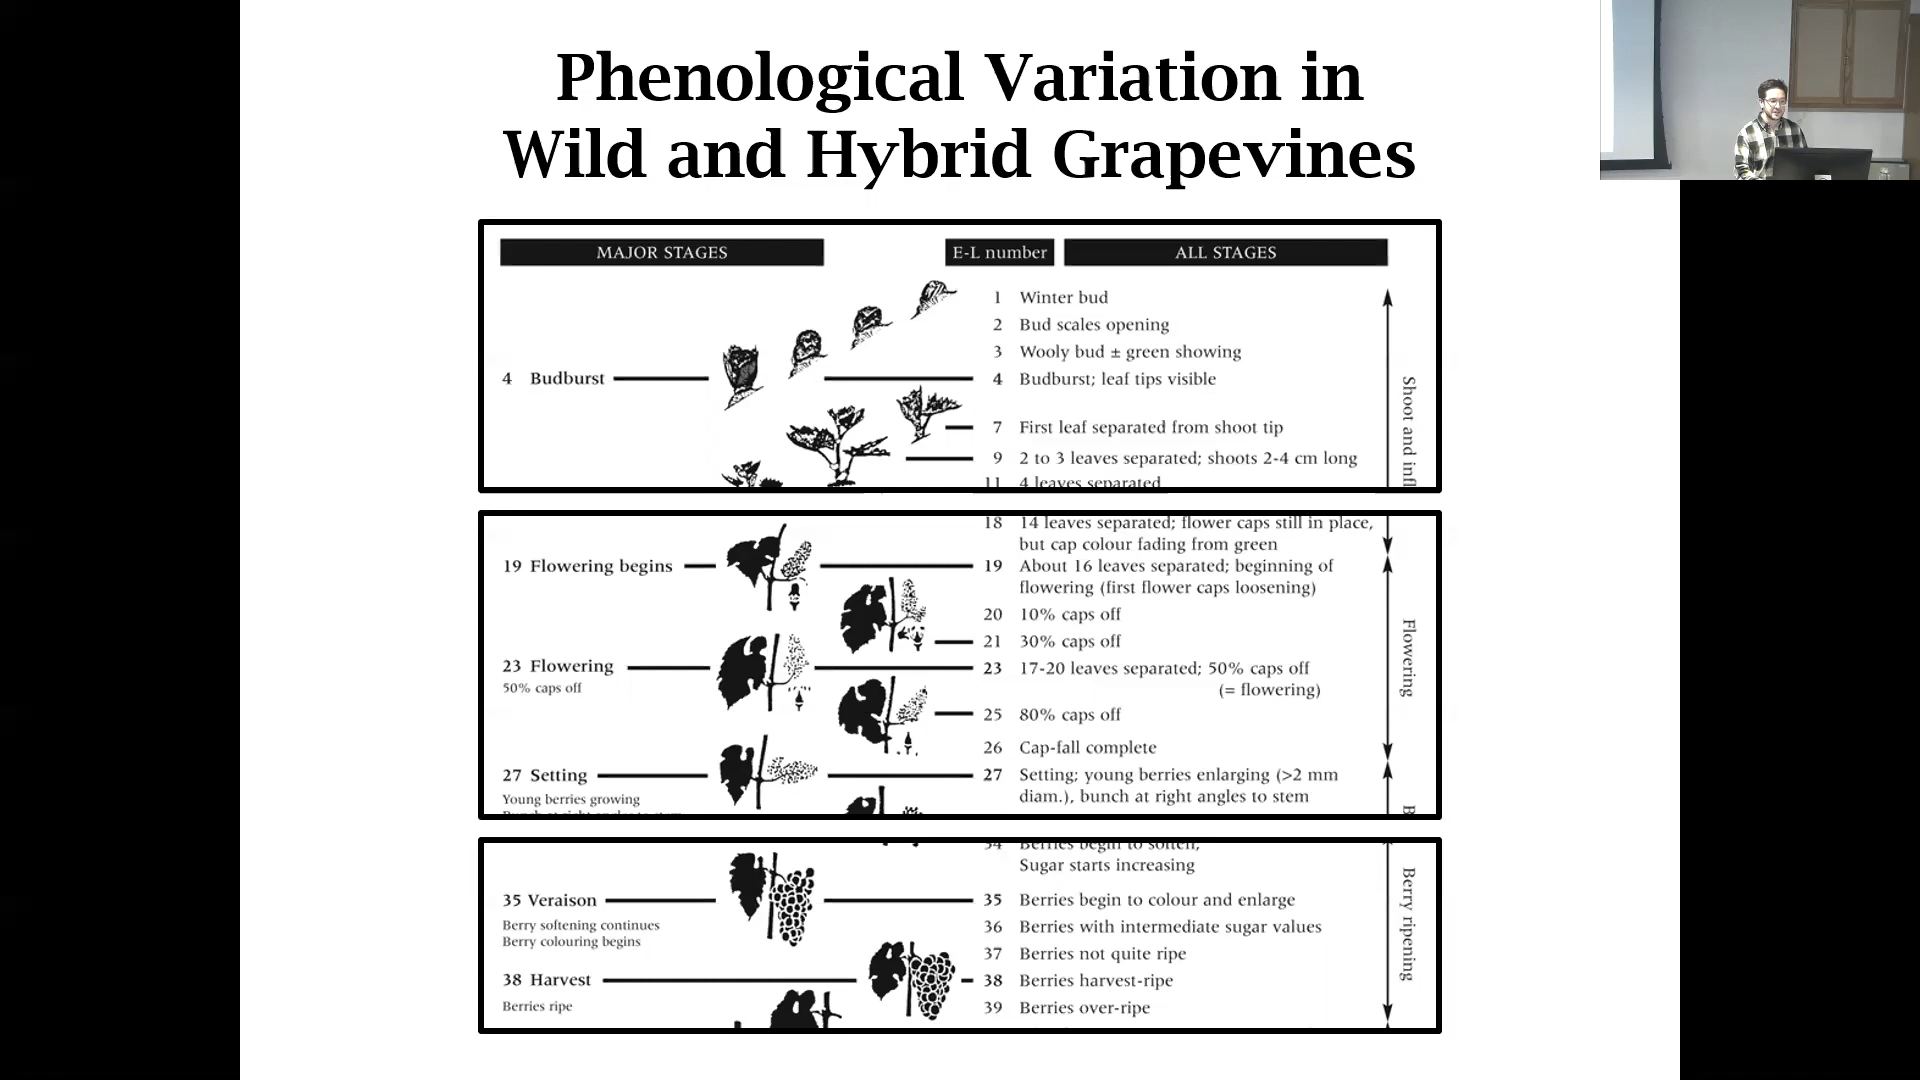 Phenological Variation in
Wild and Hybrid Grapevines
MAJOR STAGES
E-L number
ALL STAGES
1 Winter bud
2 Bud scales opening
3 Wooly bud ± green showing
4 Budburst
4 Budburst; leaf tips visible
7 First leaf separated from shoot tip
9 2 to 3 leaves separated; shoots 2-4 cm long
11 4 leaves separated
Shoot and infl
18 14 leaves separated; flower caps still in place,
but cap colour fading from green
19 Flowering begins
19 About 16 leaves separated; beginning of
flowering (first flower caps loosening)
20 10% caps off
21 30% caps off
23 Flowering
50% caps off
23 17-20 leaves separated; 50% caps off
(= flowering)
25 80% caps off
26 Cap-fall complete
27 Setting
Young berries growing
27 Setting; young berries enlarging (>2 mm
diam.), bunch at right angles to stem
Flowering
B
34 Berries begin to soften;
Sugar starts increasing
35 Veraison
Berry softening continues
Berry colouring begins
35 Berries begin to colour and enlarge
36 Berries with intermediate sugar values
37 Berries not quite ripe
38 Harvest
Berries ripe
38 Berries harvest-ripe
39 Berries over-ripe
Berry ripening